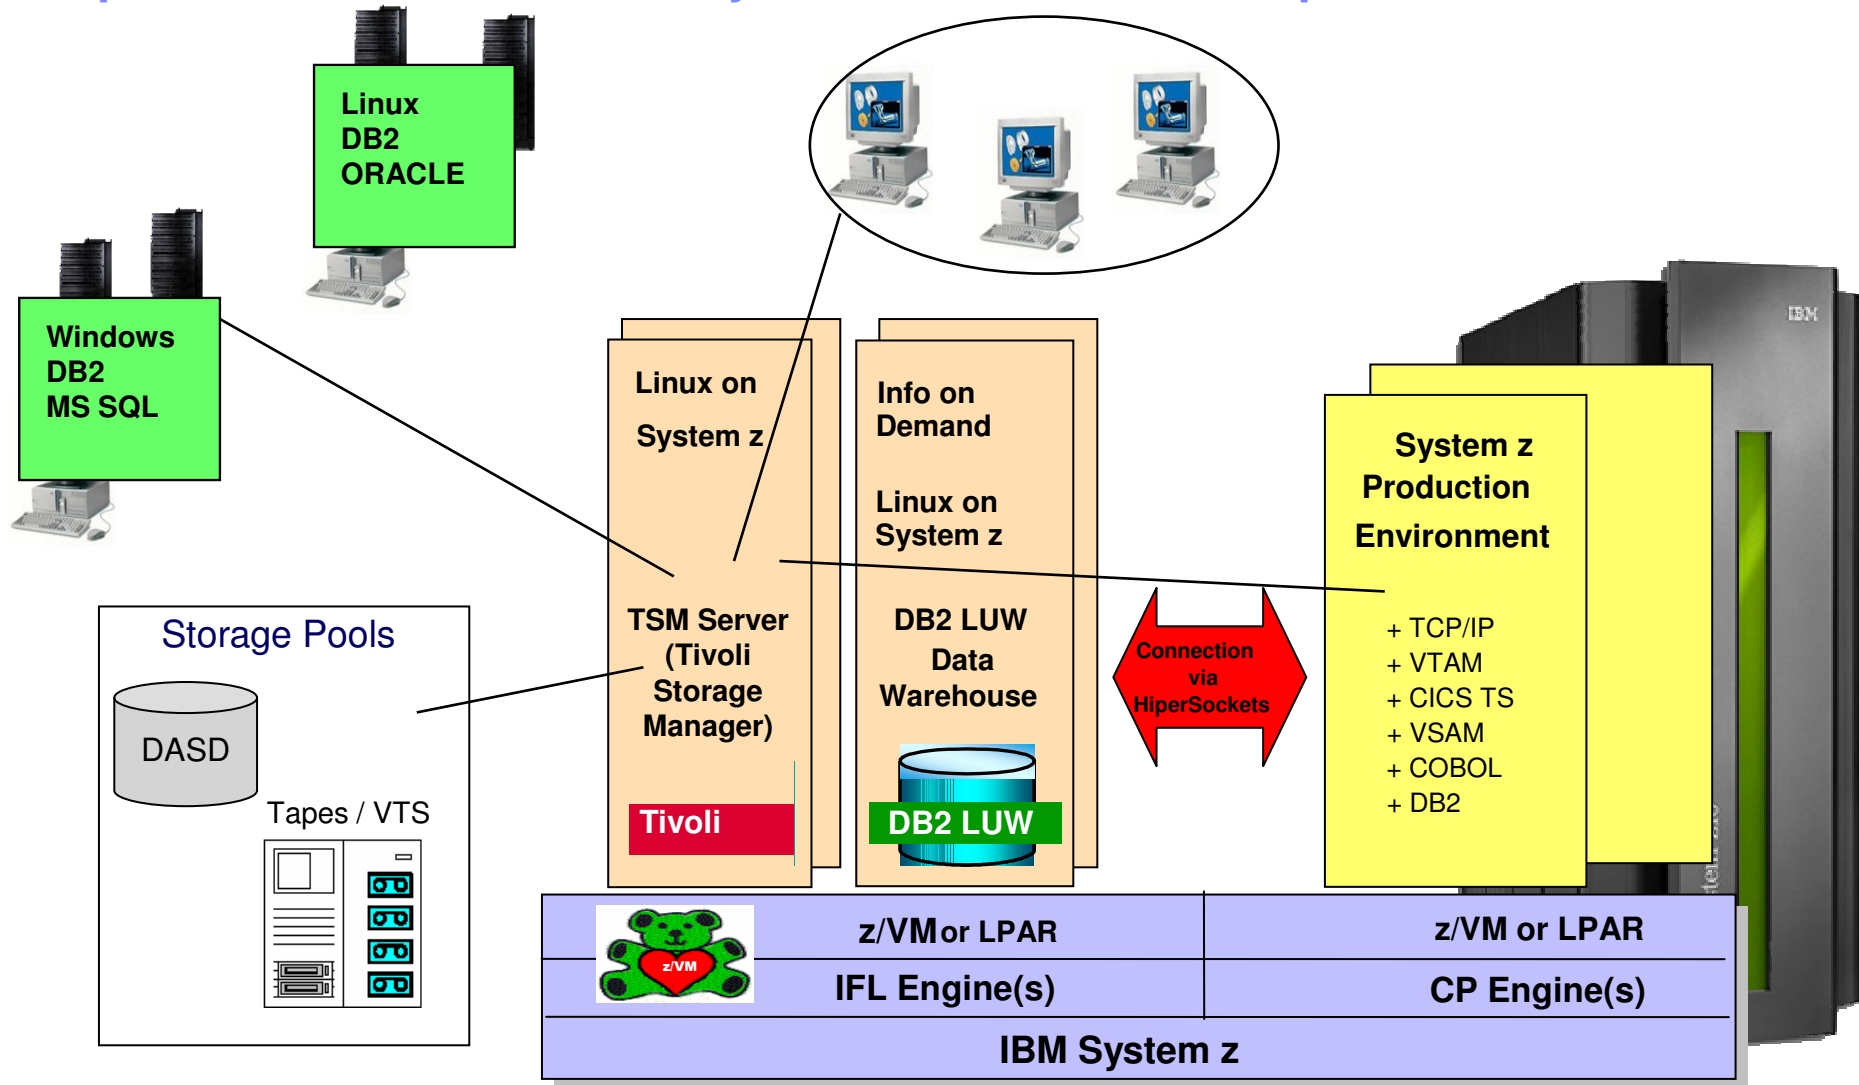 Linux
DB2
ORACLE
Windows
DB2
MS SQL
Linux on
System z
TSM Server
(Tivoli
Storage
Manager)
Tivoli
Info on
Demand
Linux on
System z
DB2 LUW
Data
Warehouse
DB2 LUW
Connection
via
HiperSockets
IBM
System z
Production
Environment
+ TCP/IP
+ VTAM
+ CICS TS
+ VSAM
+ COBOL
+ DB2
Storage Pools
DASD
Tapes / VTS
z/VM
z/VM or LPAR
z/VM or LPAR
IFL Engine(s)
CP Engine(s)
IBM System z